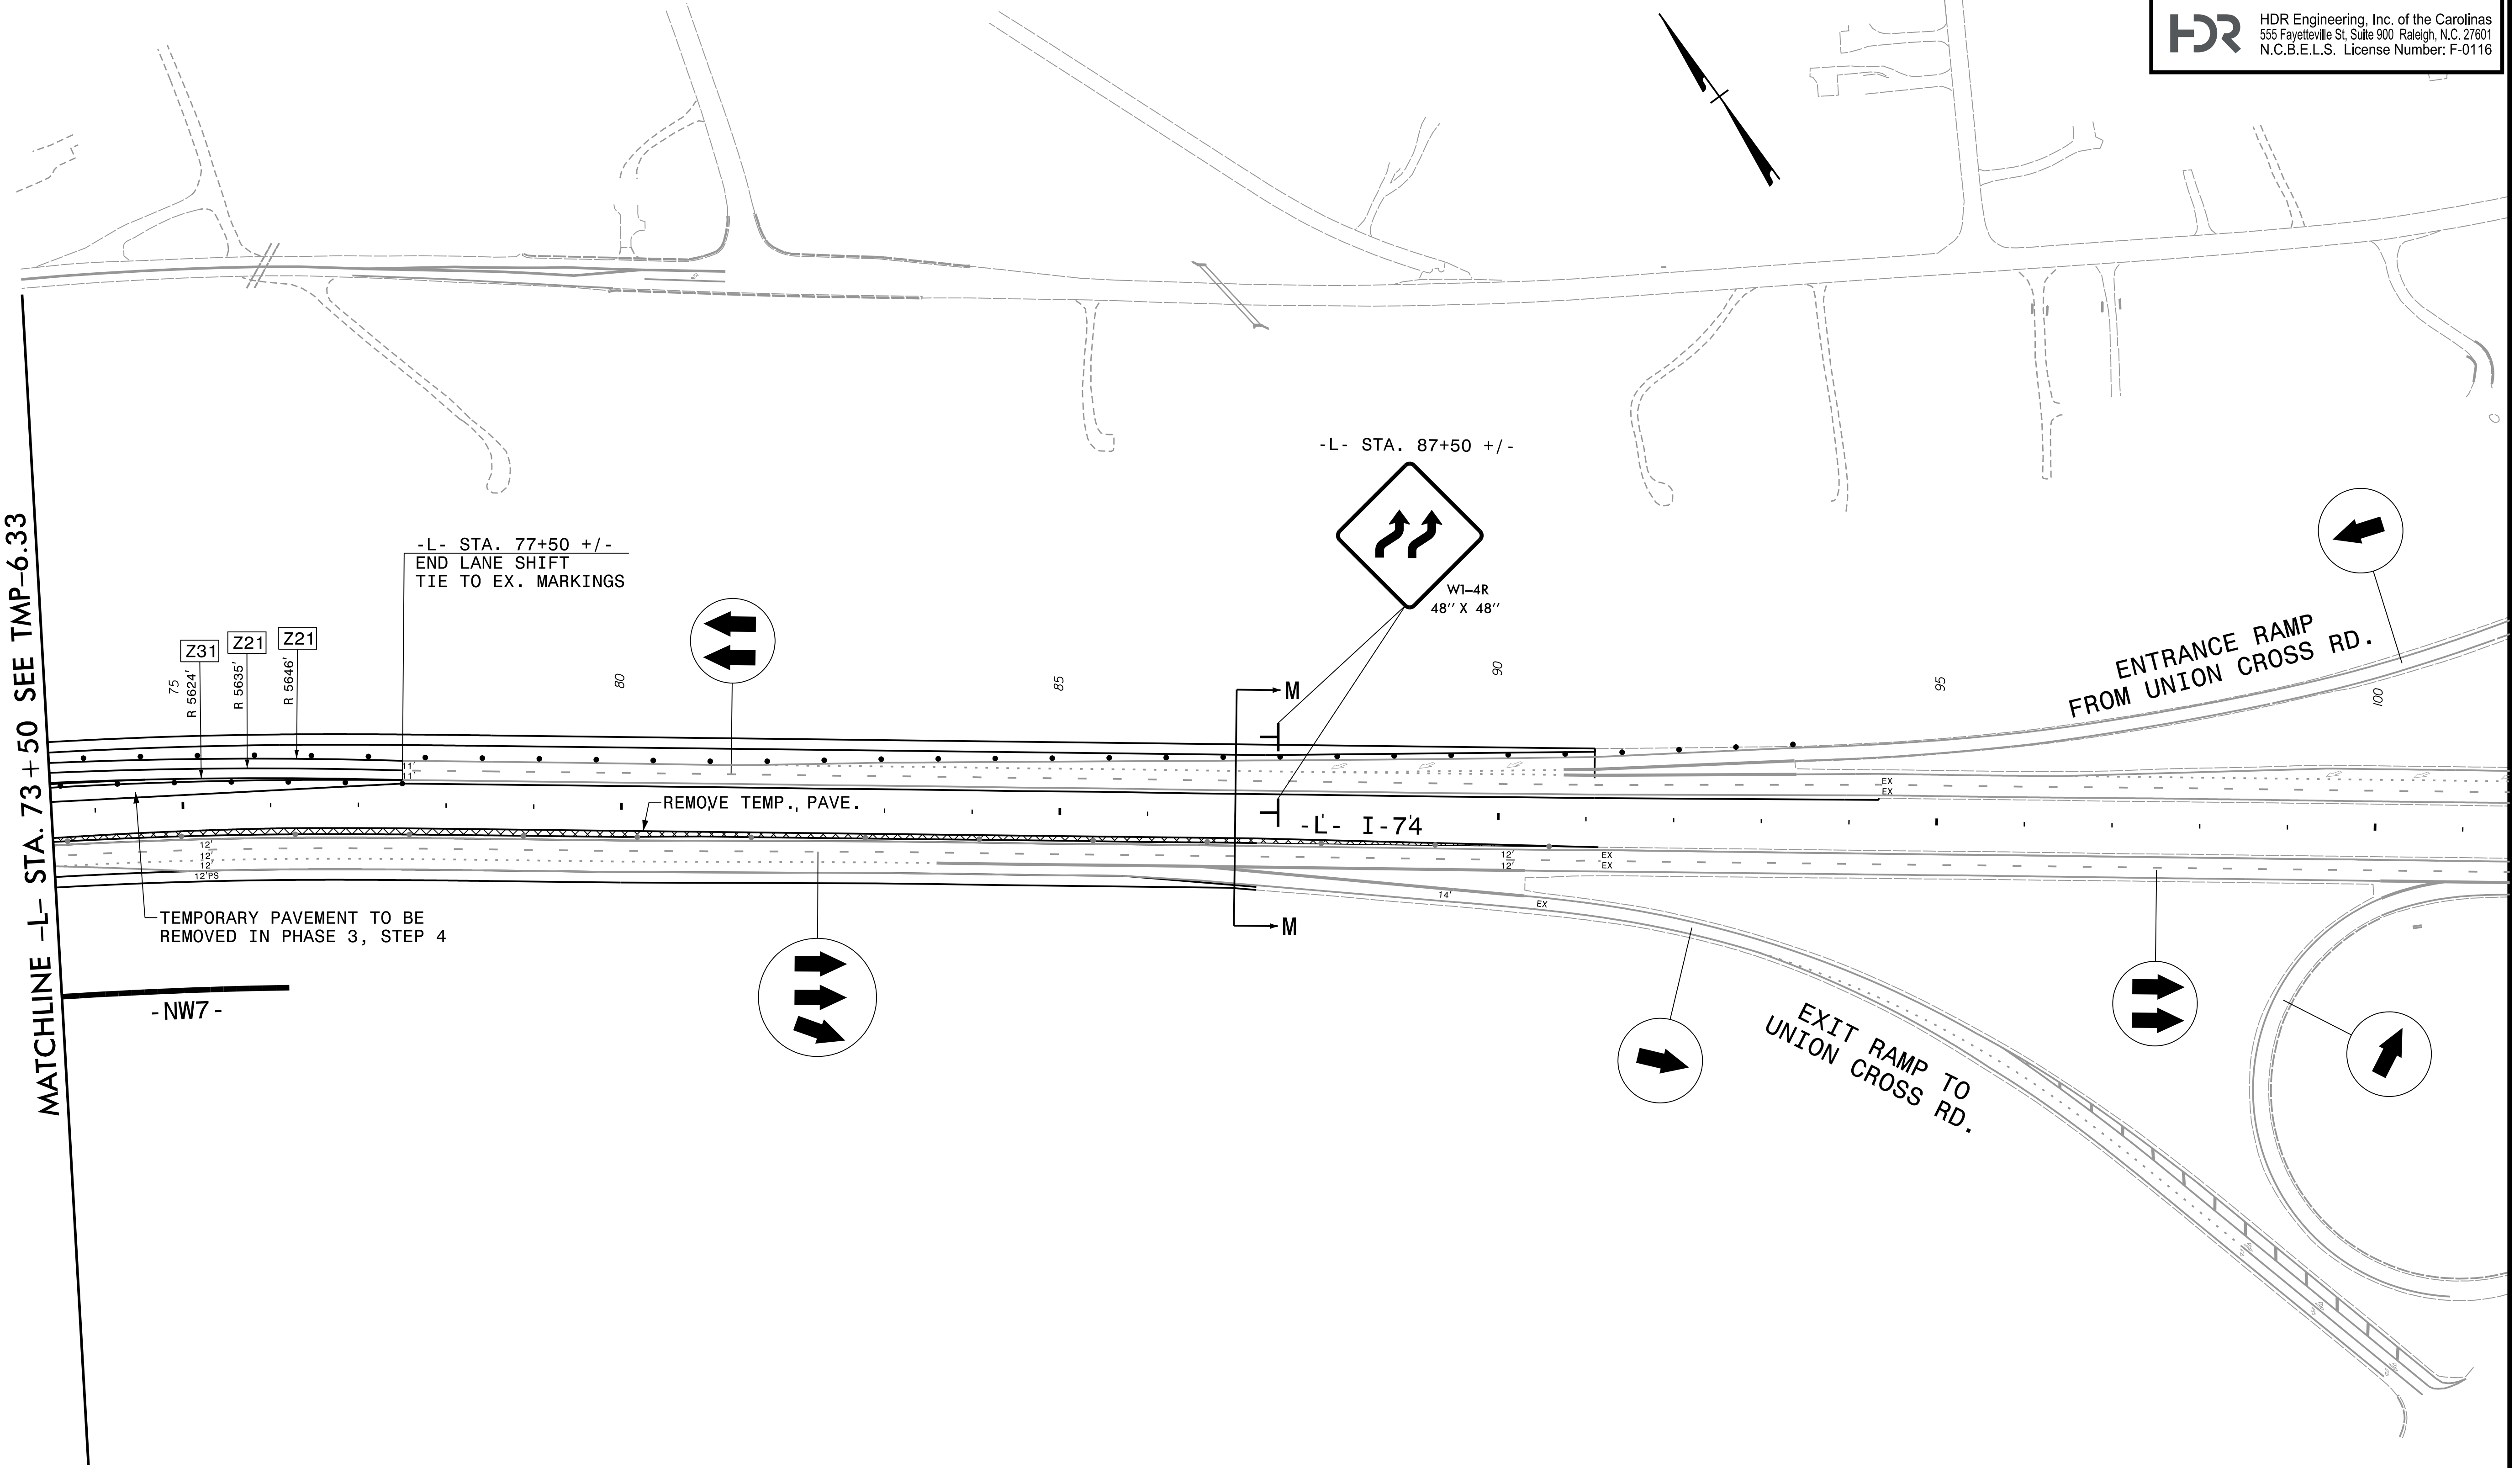 HDR
HDR Engineering, Inc. of the Carolinas
555 Fayetteville St, Suite 900 Raleigh, N.C. 27601
N.C.B.E.L.S. License Number: F-0116
-L- STA. 87+50 +/-
W1-4R
48" X 48"
-L- STA. 77+50 +/-
END LANE SHIFT
TIE TO EX. MARKINGS
MATCHLINE -L- STA. 73+50 SEE TMP-6.33
Z31
Z21
Z21
R 5624'
R 5635'
R 5646'
75
80
85
90
95
100
M
ENTRANCE RAMP
FROM UNION CROSS RD.
11'
11'
EX
EX
REMOVE TEMP. PAVE.
-L- I-74
12'
12'
12'
12'PS
12'
12'
EX
EX
14'
EX
TEMPORARY PAVEMENT TO BE
REMOVED IN PHASE 3, STEP 4
M
-NW7-
EXIT RAMP TO
UNION CROSS RD.